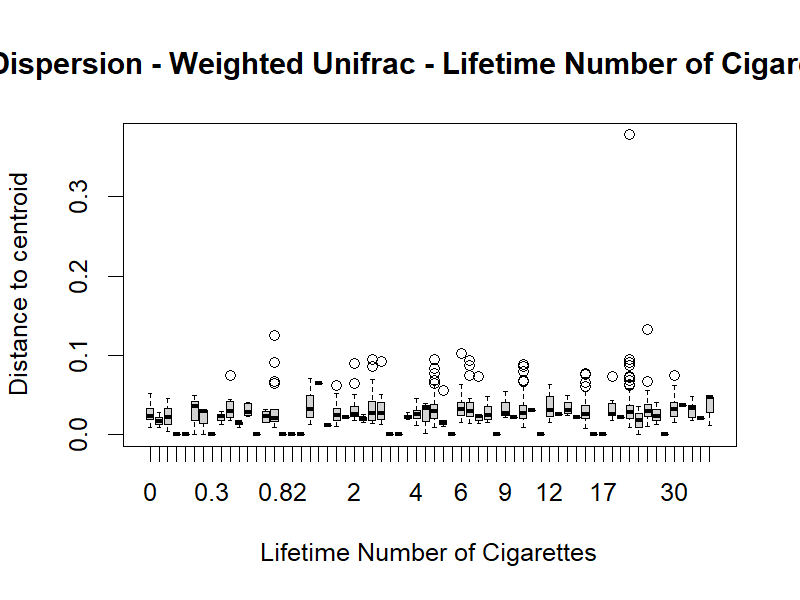 Dispersion - Weighted Unifrac - Lifetime Number of Cigare
Distance to centroid
0.3
0.2
0.1
0.0
0 0.3 0.82 2 4 6 9 12 17 30
Lifetime Number of Cigarettes